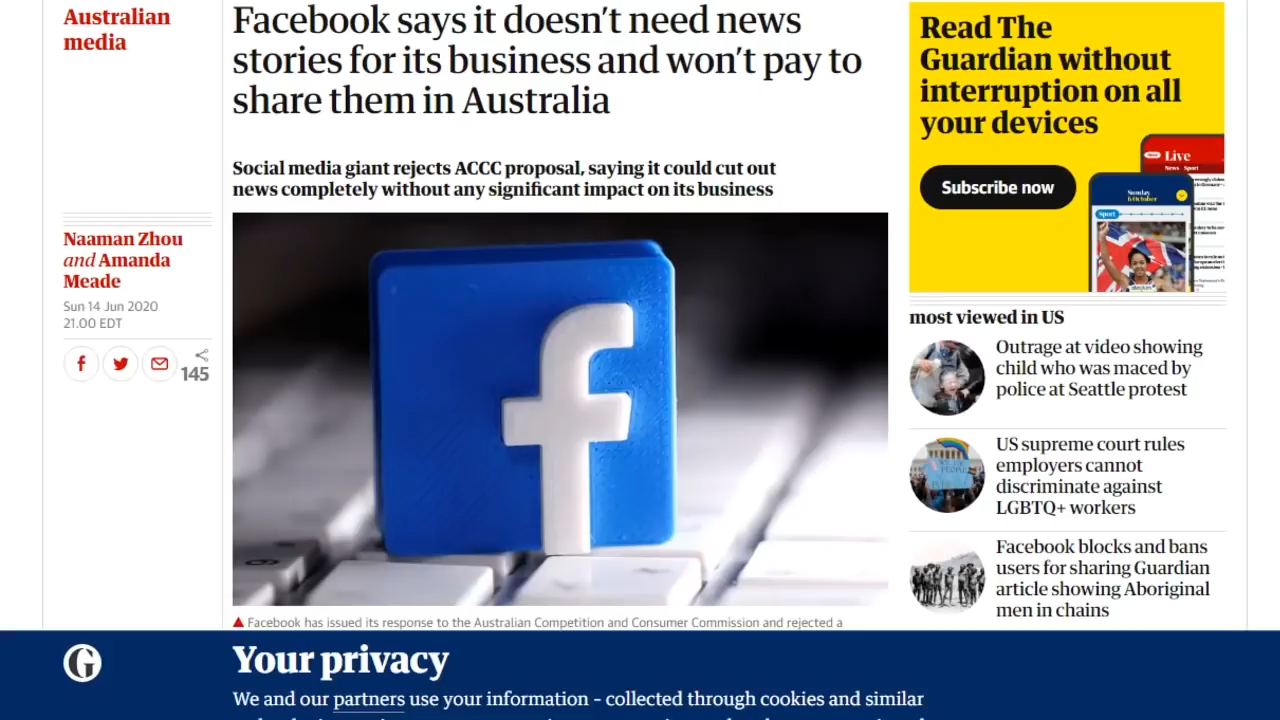 Australian
media
Facebook says it doesn't need news
stories for its business and won't pay to
share them in Australia
Social media giant rejects ACCC proposal, saying it could cut out
news completely without any significant impact on its business
Naaman Zhou
and Amanda
Meade
Sun 14 Jun 2020
21.00 EDT
145
Facebook has issued its response to the Australian Competition and Consumer Commission and rejected a
Read The
Guardian without
interruption on all
your devices
Subscribe now
Live
News Sport
Sunday
6 October
Sport
most viewed in US
Outrage at video showing
child who was maced by
police at Seattle protest
US supreme court rules
employers cannot
discriminate against
LGBTQ+ workers
Facebook blocks and bans
users for sharing Guardian
article showing Aboriginal
men in chains
G
Your privacy
We and our partners use your information – collected through cookies and similar